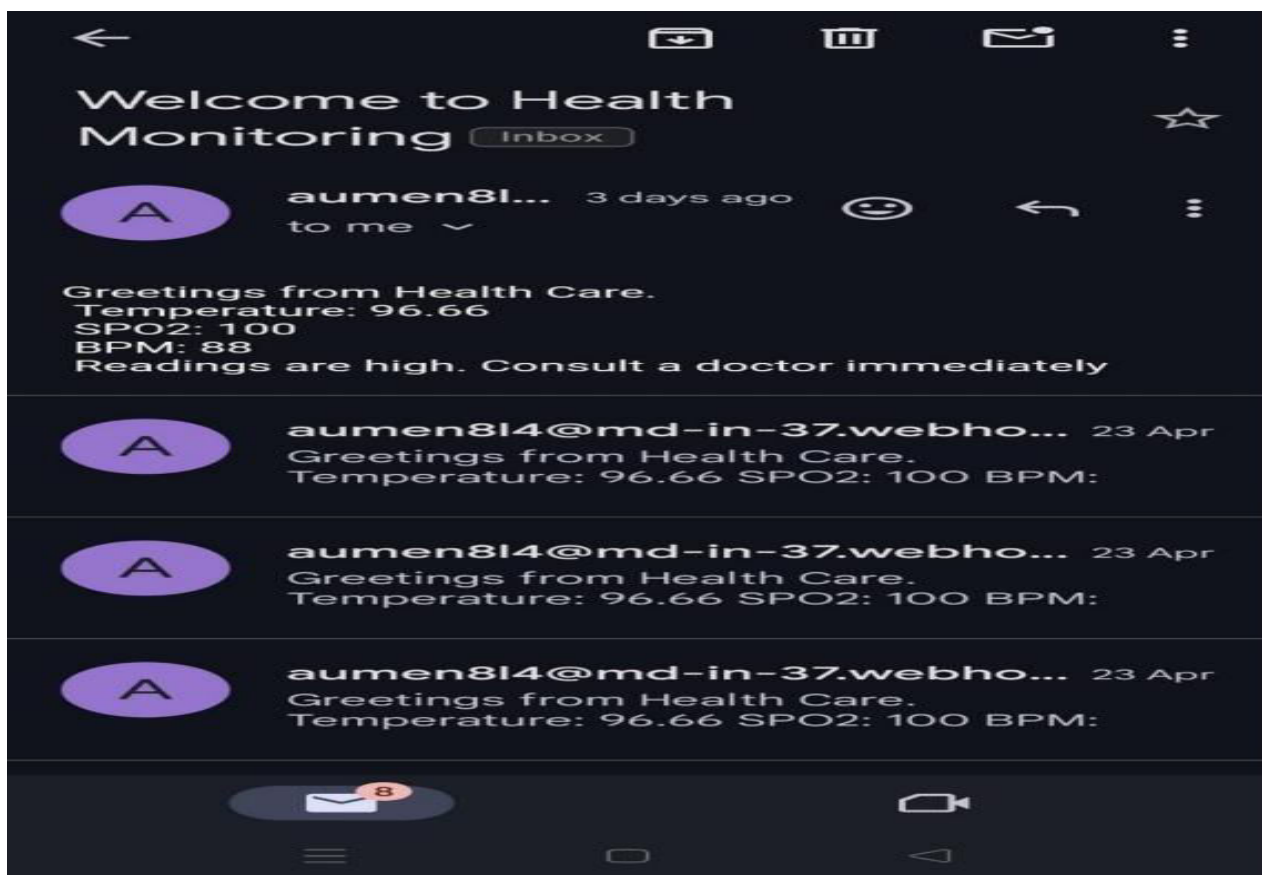 Welcome to Health
Monitoring Inbox
A
aumen8l... 3 days ago
to me
Greetings from Health Care.
Temperature: 96.66
SPO2: 100
BPM: 88
Readings are high. Consult a doctor immediately
A
aumen8l4@md-in-37.webho... 23 Apr
Greetings from Health Care.
Temperature: 96.66 SPO2: 100 BPM:
A
aumen8l4@md-in-37.webho... 23 Apr
Greetings from Health Care.
Temperature: 96.66 SPO2: 100 BPM:
A
aumen8l4@md-in-37.webho... 23 Apr
Greetings from Health Care.
Temperature: 96.66 SPO2: 100 BPM:
8